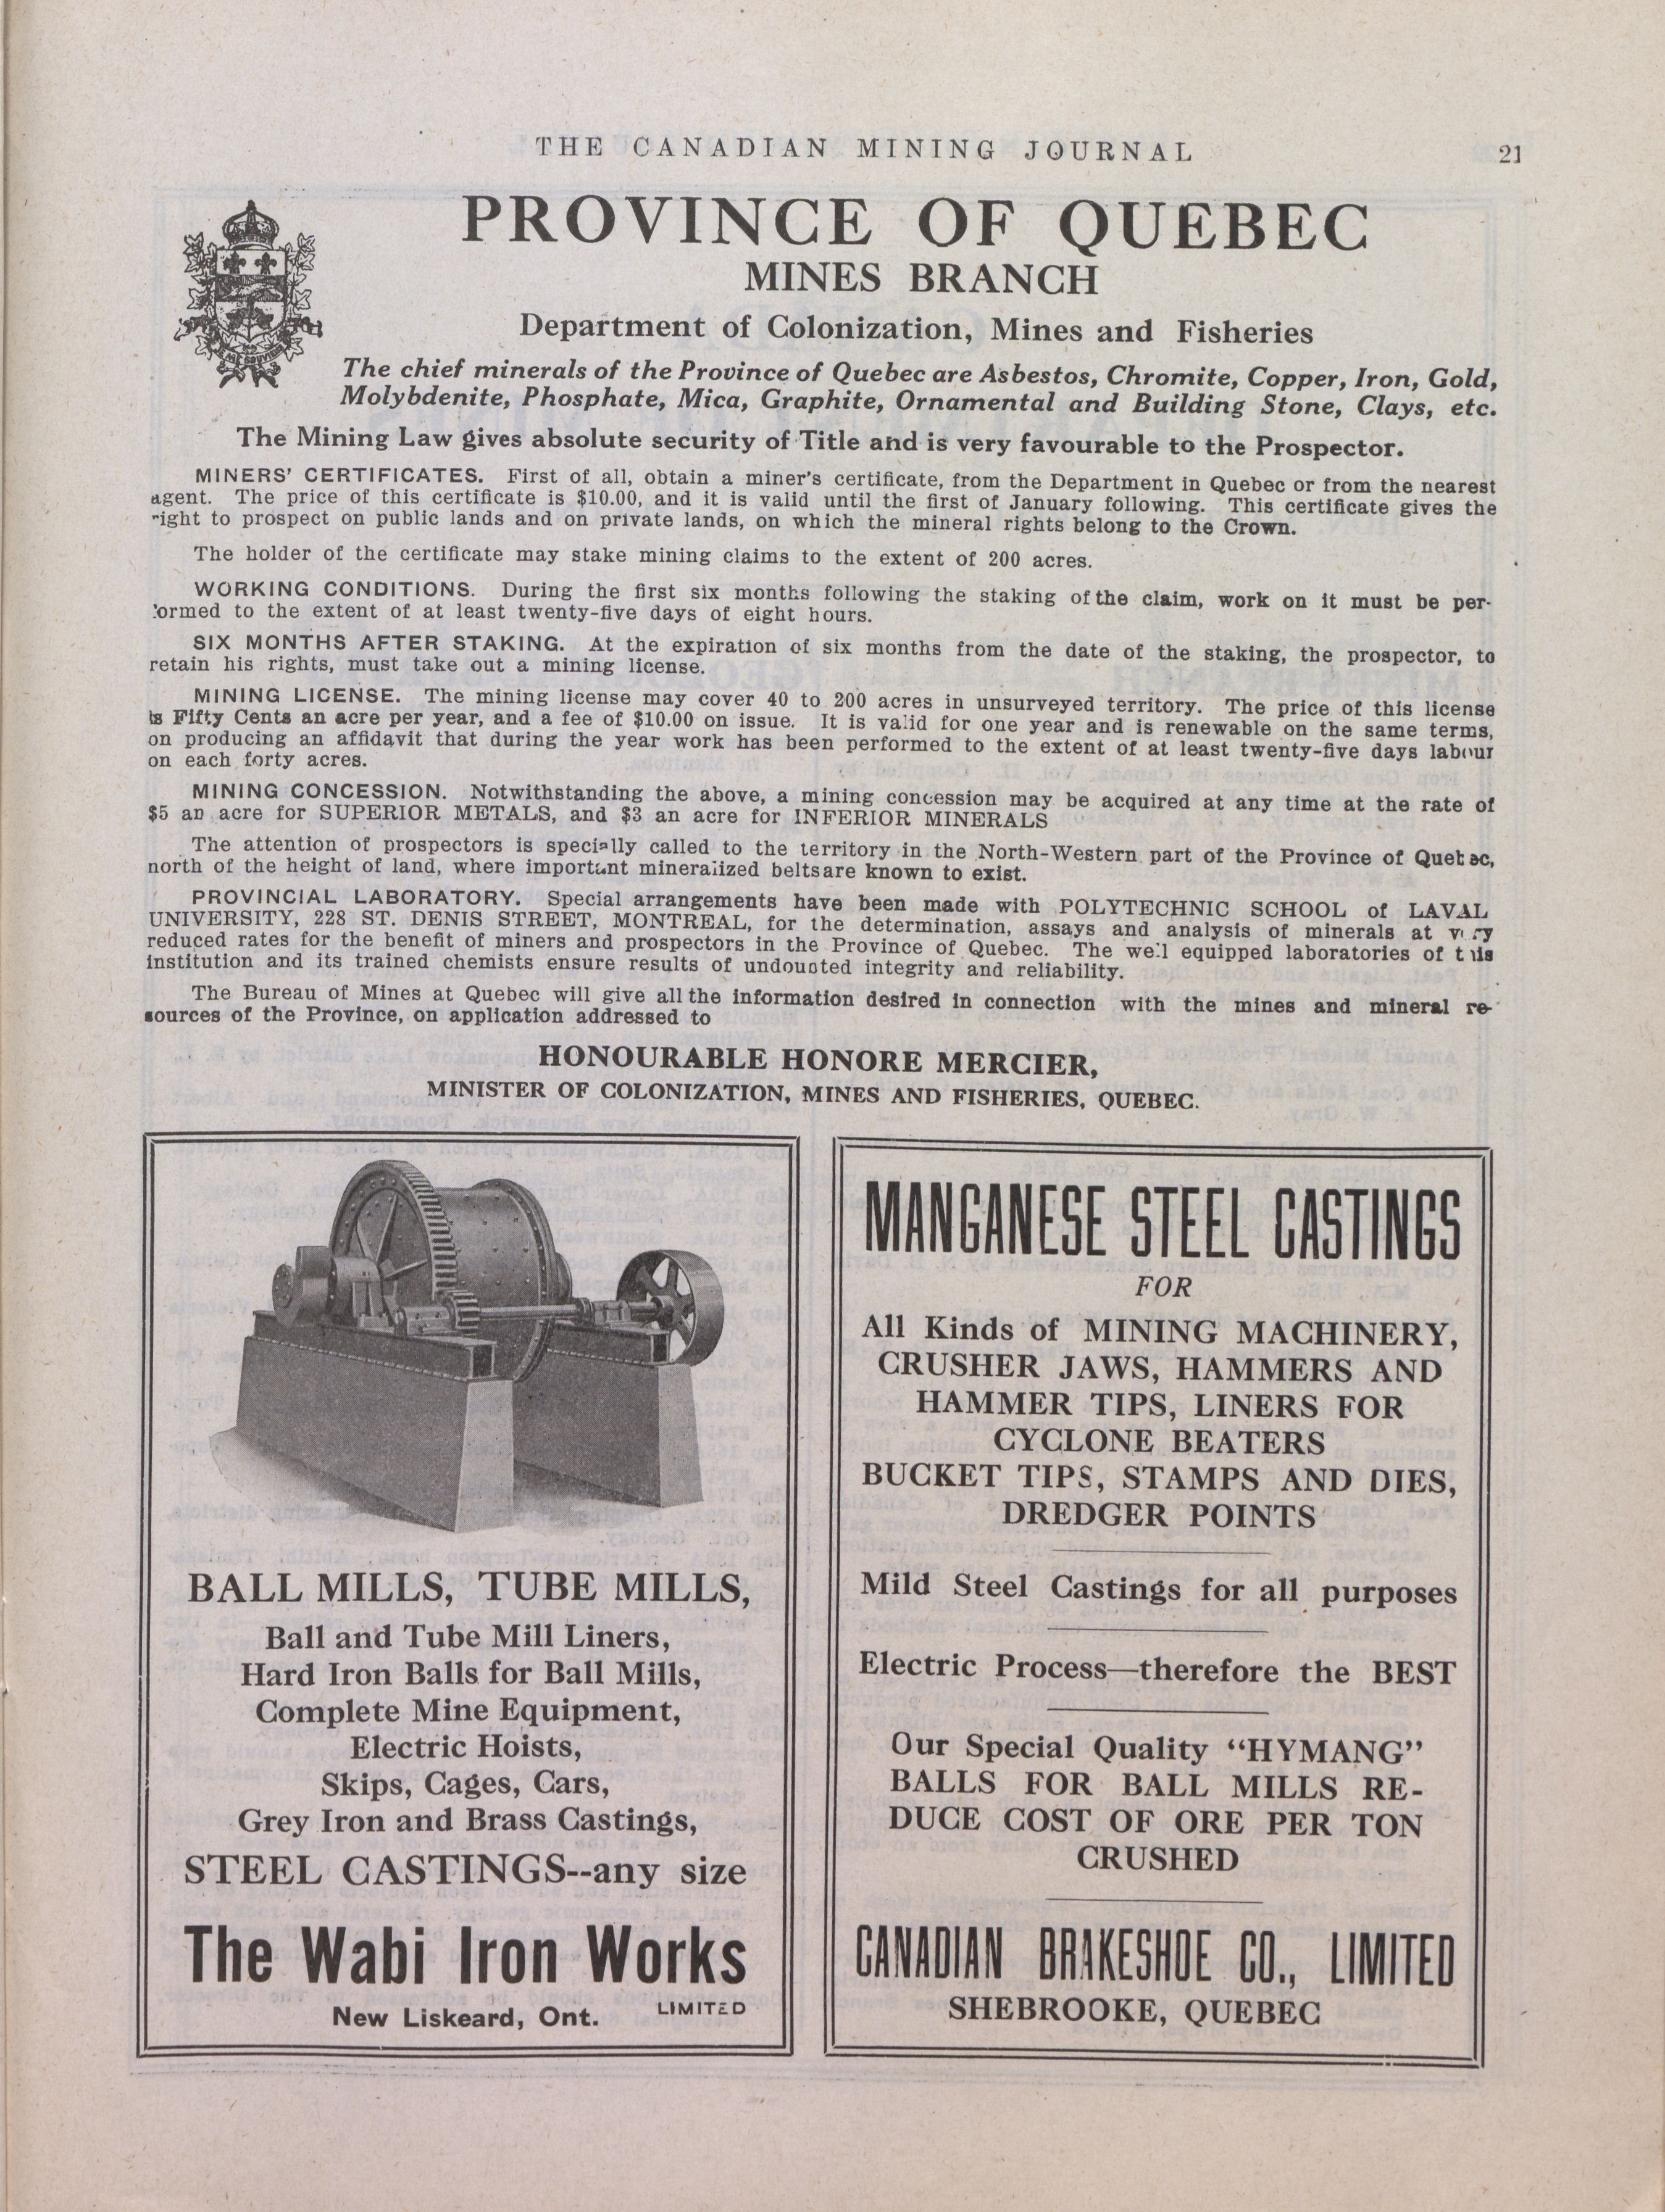 THE CANADIAN MINING JOURNAL 21
PROVINCE OF QUEBEC
MINES BRANCH
Department of Colonization, Mines and Fisheries
The chief minerals of the Province of Quebec are Asbestos, Chromite, Copper, Iron, Gold,
Molybdenite, Phosphate, Mica, Graphite, Ornamental and Building Stone, Clays, etc.
The Mining Law gives absolute security of Title and is very favourable to the Prospector.
MINERS' CERTIFICATES. First of all, obtain a miner's certificate, from the Department in Quebec or from the nearest
agent. The price of this certificate is $10.00, and it is valid until the first of January following. This certificate gives the
right to prospect on public lands and on private lands, on which the mineral rights belong to the Crown.
The holder of the certificate may stake mining claims to the extent of 200 acres.
WORKING CONDITIONS. During the first six months following the staking of the claim, work on it must be per-
formed to the extent of at least twenty-five days of eight hours.
SIX MONTHS AFTER STAKING. At the expiration of six months from the date of the staking, the prospector, to
retain his rights, must take out a mining license.
MINING LICENSE. The mining license may cover 40 to 200 acres in unsurveyed territory. The price of this license
is Fifty Cents an acre per year, and a fee of $10.00 on issue. It is valid for one year and is renewable on the same terms,
on producing an affidavit that during the year work has been performed to the extent of at least twenty-five days labour
on each forty acres.
MINING CONCESSION. Notwithstanding the above, a mining concession may be acquired at any time at the rate of
$5 an acre for SUPERIOR METALS, and $3 an acre for INFERIOR MINERALS
The attention of prospectors is specially called to the territory in the North-Western part of the Province of Quebec,
north of the height of land, where important mineralized belts are known to exist.
PROVINCIAL LABORATORY. Special arrangements have been made with POLYTECHNIC SCHOOL of LAVAL
UNIVERSITY, 228 ST. DENIS STREET, MONTREAL, for the determination, assays and analysis of minerals at very
reduced rates for the benefit of miners and prospectors in the Province of Quebec. The well equipped laboratories of this
institution and its trained chemists ensure results of undounted integrity and reliability.
The Bureau of Mines at Quebec will give all the information desired in connection with the mines and mineral re-
sources of the Province, on application addressed to
HONOURABLE HONORE MERCIER,
MINISTER OF COLONIZATION, MINES AND FISHERIES, QUEBEC.
BALL MILLS, TUBE MILLS,
Ball and Tube Mill Liners,
Hard Iron Balls for Ball Mills,
Complete Mine Equipment,
Electric Hoists,
Skips, Cages, Cars,
Grey Iron and Brass Castings,
STEEL CASTINGS--any size
The Wabi Iron Works
LIMITED
New Liskeard, Ont.
MANGANESE STEEL CASTINGS
FOR
All Kinds of MINING MACHINERY,
CRUSHER JAWS, HAMMERS AND
HAMMER TIPS, LINERS FOR
CYCLONE BEATERS
BUCKET TIPS, STAMPS AND DIES,
DREDGER POINTS
Mild Steel Castings for all purposes
Electric Process—therefore the BEST
Our Special Quality “HYMANG”
BALLS FOR BALL MILLS RE-
DUCE COST OF ORE PER TON
CRUSHED
CANADIAN BRAKESHOE CO., LIMITED
SHEBROOKE, QUEBEC